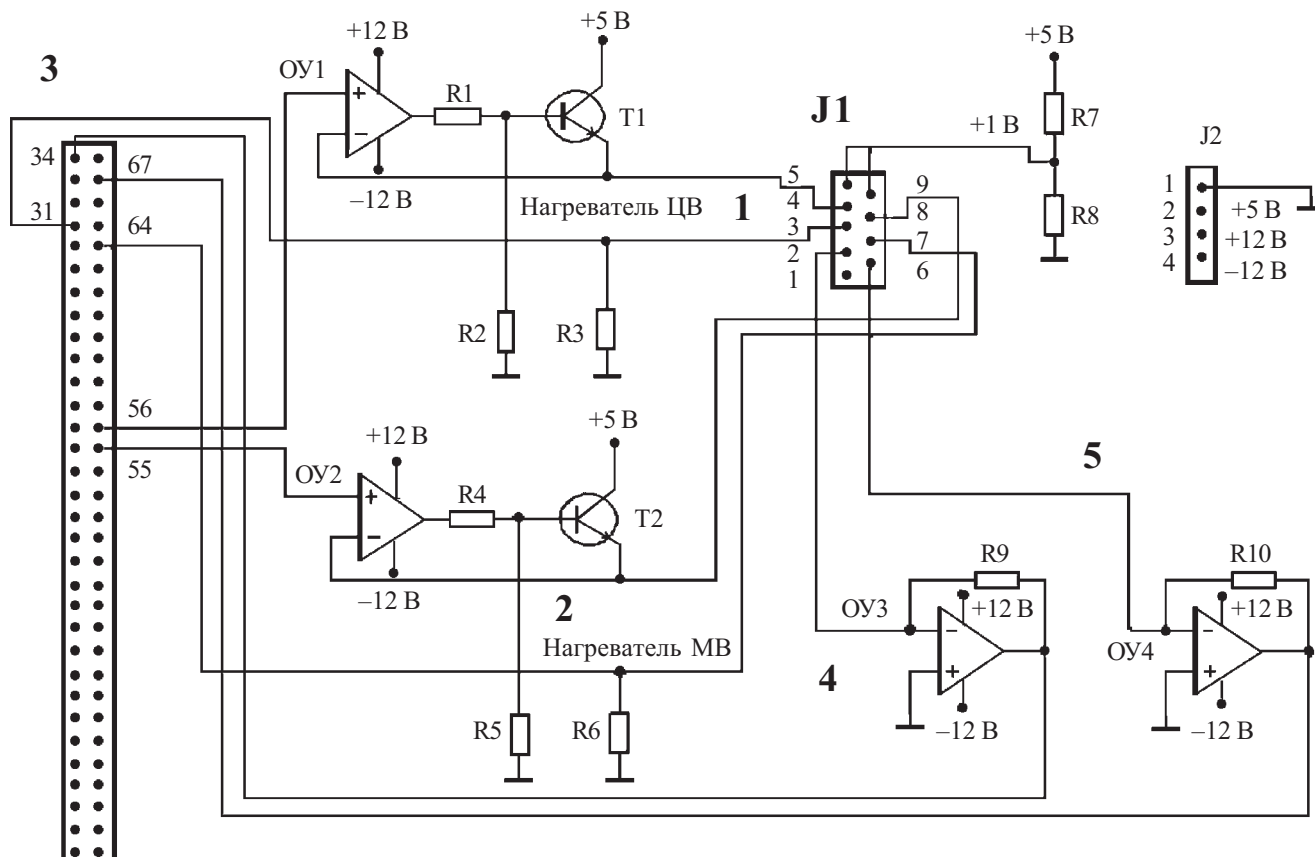 +5 В
+12 В
3
ОУ1
R1
T1
+
−
–12 В
J1
+1 В
+5 В
R7
R8
J2
1
2
3
4
+5 В
+12 В
–12 В
34
67
31
64
5
4
3
2
1
9
8
7
6
Нагреватель ЦВ
1
R2
R3
56
55
+5 В
+12 В
ОУ2
R4
T2
+
−
–12 В
2
Нагреватель МВ
R5
R6
5
R9
R10
ОУ3
+12 В
−
+
–12 В
4
ОУ4
+12 В
−
+
–12 В